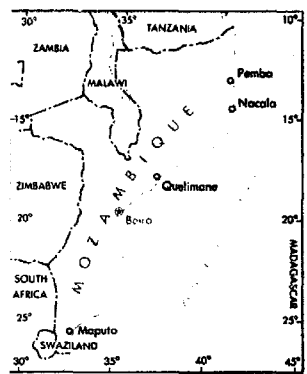 30° 35° 40° 10°
TANZANIA
ZAMBIA
MALAWI
Pemba
Nacala
15° 15°
MOZAMBIQUE
Quelimane
ZIMBABWE
20° 20°
Beira
MADAGASCAR
SOUTH
AFRICA
25°
Maputo
SWAZILAND
30° 35° 40° 45° 25°